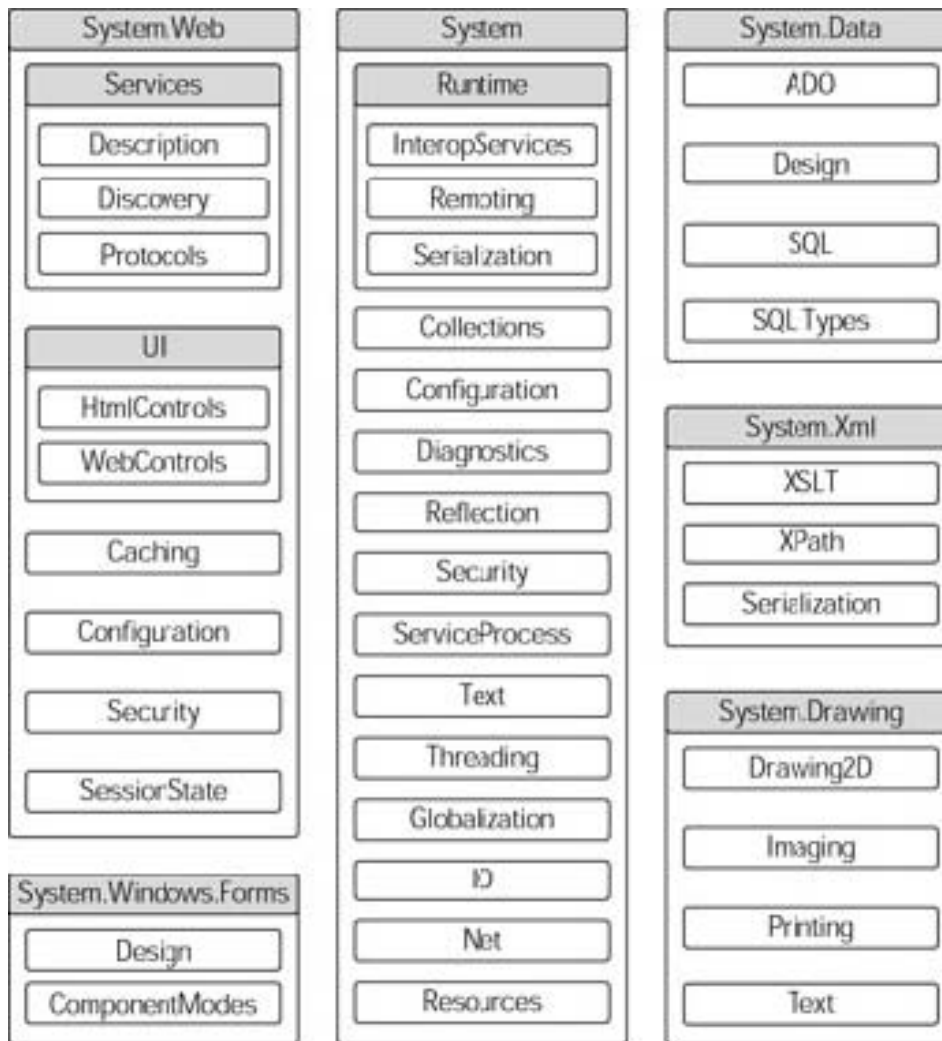 System.Web
Services
Description
Discovery
Protocols
UI
HtmlControls
WebControls
Caching
Configuration
Security
SessionState
System.Windows.Forms
Design
ComponentModes
System
Runtime
InteropServices
Remoting
Serialization
Collections
Configuration
Diagnostics
Reflection
Security
ServiceProcess
Text
Threading
Globalization
IO
Net
Resources
System.Data
ADO
Design
SQL
SQL Types
System.Xml
XSLT
XPath
Serialization
System.Drawing
Drawing2D
Imaging
Printing
Text